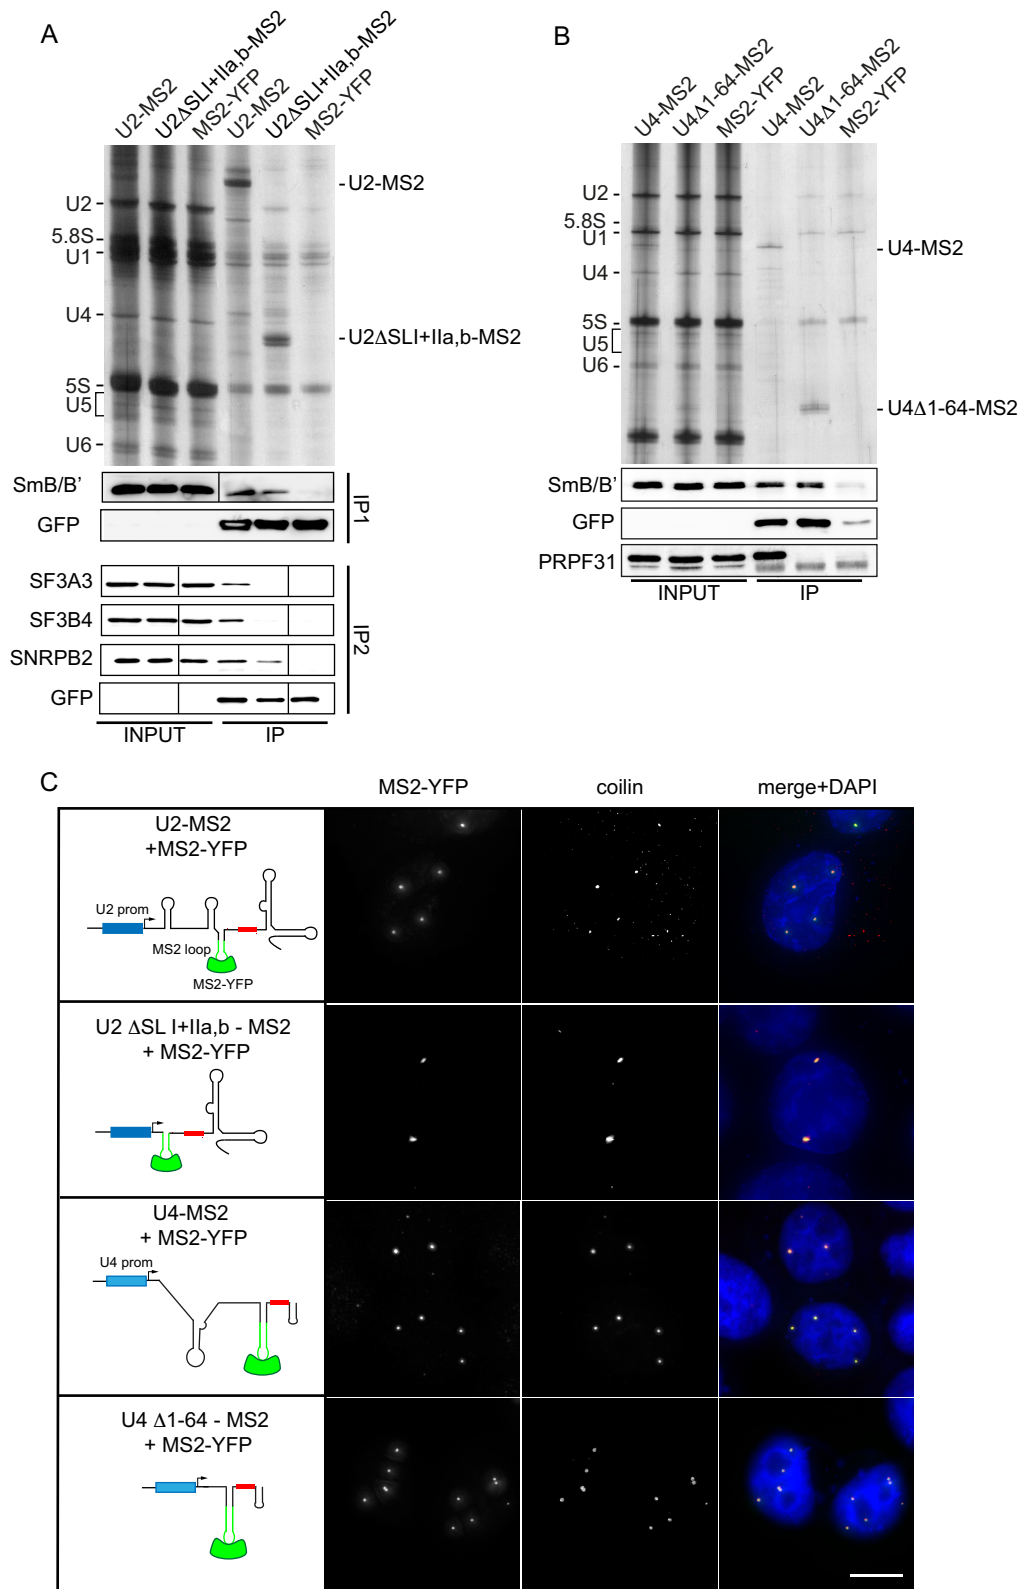 A
U2-MS2
U2ΔSLI+IIa,b-MS2
MS2-YFP
U2-MS2
U2ΔSLI+IIa,b-MS2
MS2-YFP
U2
5.8S
U1
U4
5S
U5
U6
U2-MS2
U2ΔSLI+IIa,b-MS2
SmB/B'
GFP
IP1
SF3A3
SF3B4
SNRPB2
GFP
IP2
INPUT
IP
B
U4-MS2
U4Δ1-64-MS2
MS2-YFP
U4-MS2
U4Δ1-64-MS2
MS2-YFP
U2
5.8S
U1
U4
5S
U5
U6
U4-MS2
U4Δ1-64-MS2
SmB/B'
GFP
PRPF31
INPUT
IP
C
MS2-YFP
coilin
merge+DAPI
U2-MS2
+MS2-YFP
U2 prom
MS2 loop
MS2-YFP
U2 ΔSL I+IIa,b - MS2
+ MS2-YFP
U4-MS2
+ MS2-YFP
U4 prom
U4 Δ1-64 - MS2
+ MS2-YFP